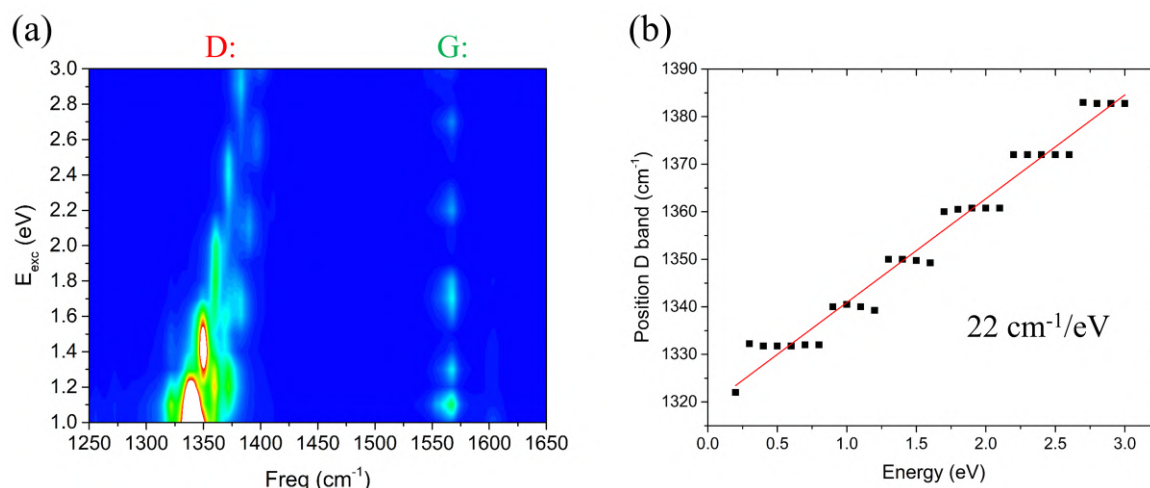 (a)
D:
G:
3.0
2.8
2.6
2.4
2.2
2.0
1.8
1.6
1.4
1.2
1.0
E_exc (eV)
1250 1300 1350 1400 1450 1500 1550 1600 1650
Freq (cm⁻¹)
(b)
1390
1380
1370
1360
1350
1340
1330
1320
Position D band (cm⁻¹)
22 cm⁻¹/eV
0.0 0.5 1.0 1.5 2.0 2.5 3.0
Energy (eV)